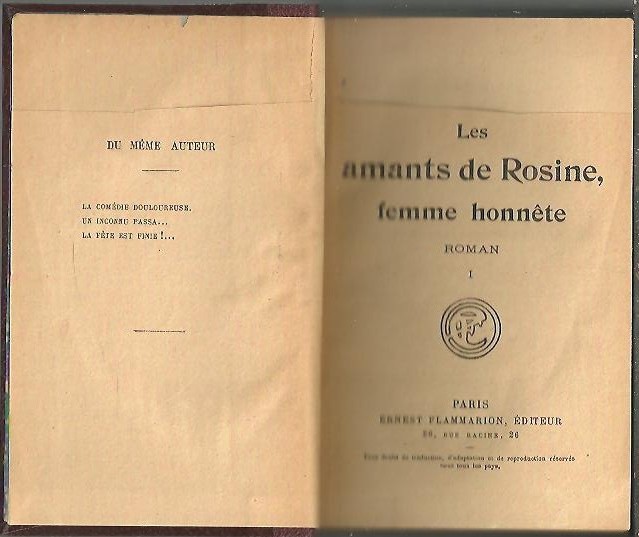 DU MÊME AUTEUR
LA COMÉDIE DOULOUREUSE.
UN INCONNU PASSA...
LA FÊTE EST FINIE !...
Les
amants de Rosine,
femme honnête
ROMAN
I
PARIS
ERNEST FLAMMARION, ÉDITEUR
26, RUE RACINE, 26
Tous droits de traduction, d'adaptation et de reproduction réservés
pour tous les pays.